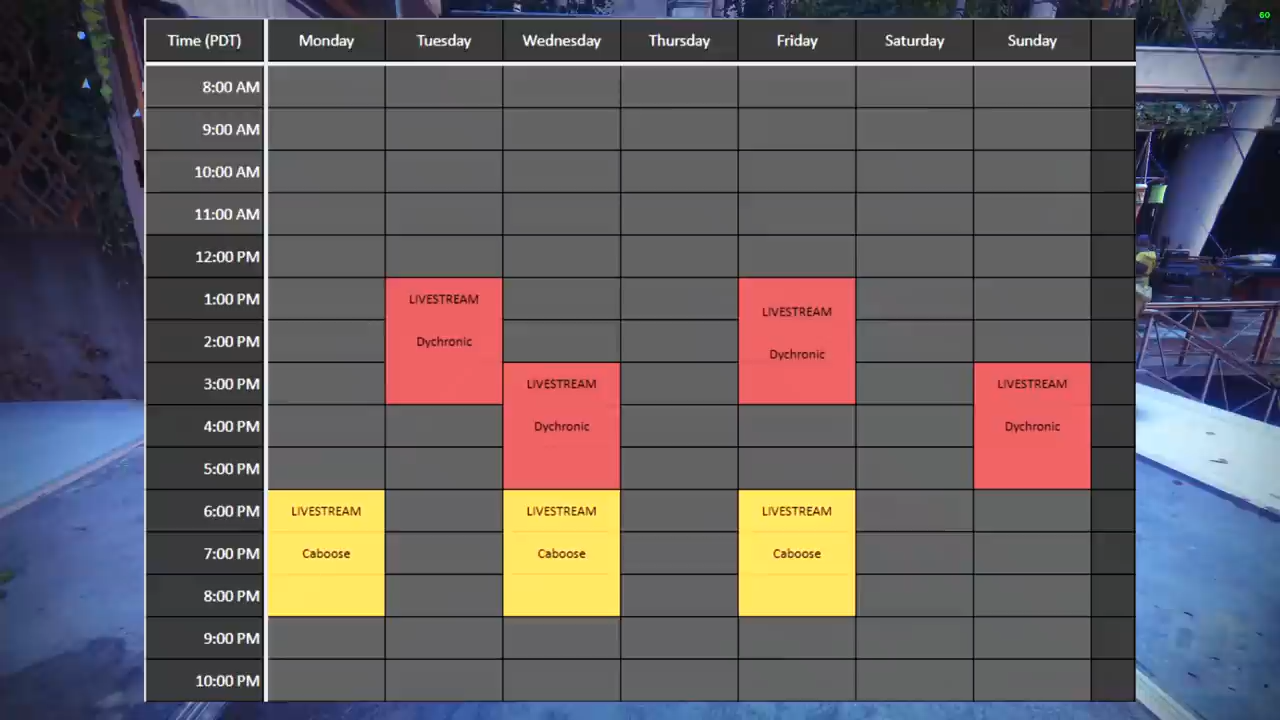 60
Time (PDT) Monday Tuesday Wednesday Thursday Friday Saturday Sunday
8:00 AM
9:00 AM
10:00 AM
11:00 AM
12:00 PM
1:00 PM LIVESTREAM LIVESTREAM
2:00 PM Dychronic Dychronic
3:00 PM LIVESTREAM LIVESTREAM
4:00 PM Dychronic Dychronic
5:00 PM
6:00 PM LIVESTREAM LIVESTREAM LIVESTREAM
7:00 PM Caboose Caboose Caboose
8:00 PM
9:00 PM
10:00 PM